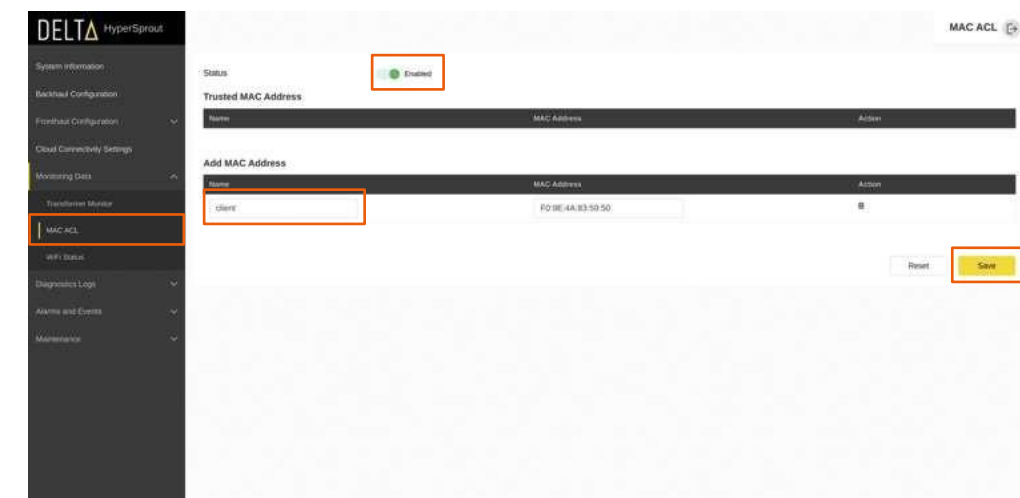 DELTA HyperSprout
MAC ACL
System Information
Backhaul Configuration
Fronthaul Configuration
Cloud Connectivity Settings
Monitoring Data
Transformer Monitor
MAC ACL
WiFi Status
Diagnostics Logs
Alarms and Events
Maintenance
Status Enabled
Trusted MAC Address
Name MAC Address Action
Add MAC Address
Name MAC Address Action
client F0:9E:4A:83:59:50
Reset Save